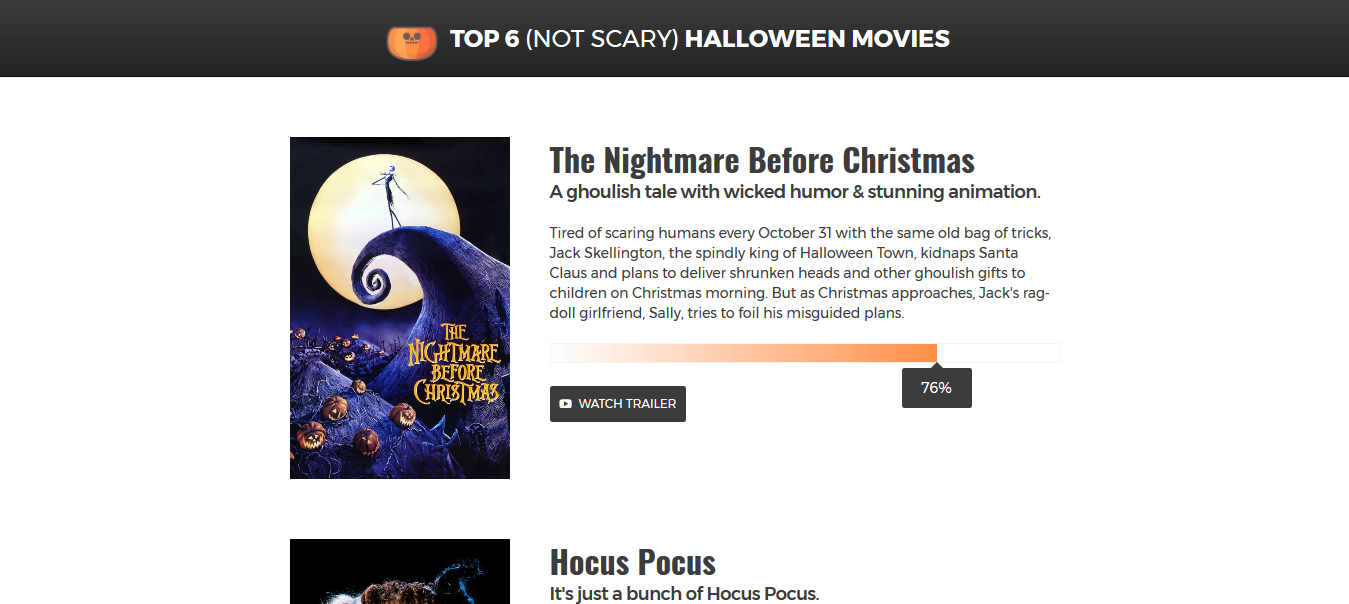 TOP 6 (NOT SCARY) HALLOWEEN MOVIES
THE
NIGHTMARE
BEFORE
CHRISTMAS
The Nightmare Before Christmas
A ghoulish tale with wicked humor & stunning animation.
Tired of scaring humans every October 31 with the same old bag of tricks,
Jack Skellington, the spindly king of Halloween Town, kidnaps Santa
Claus and plans to deliver shrunken heads and other ghoulish gifts to
children on Christmas morning. But as Christmas approaches, Jack's rag-
doll girlfriend, Sally, tries to foil his misguided plans.
76%
WATCH TRAILER
Hocus Pocus
It's just a bunch of Hocus Pocus.